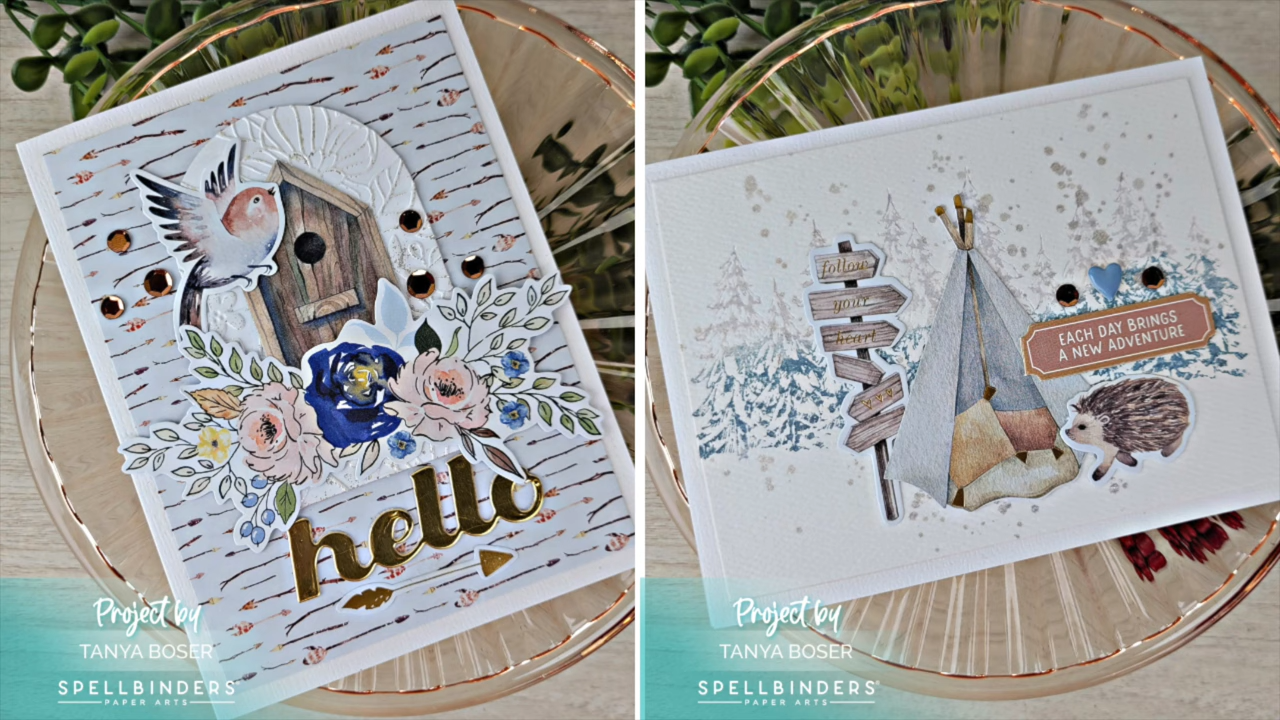 hello
Project by
TANYA BOSER
SPELLBINDERS®
PAPER ARTS
follow
your
heart
EACH DAY BRINGS
A NEW ADVENTURE
Project by
TANYA BOSER
SPELLBINDERS®
PAPER ARTS